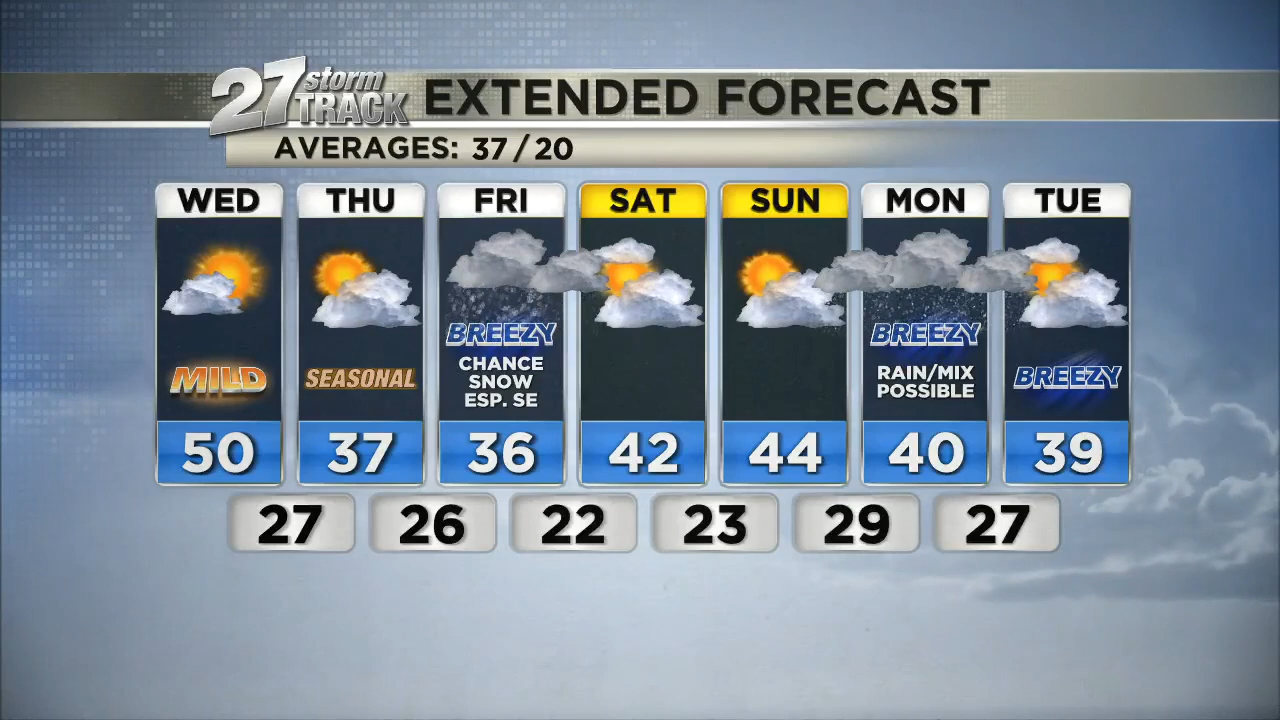 27 storm TRACK EXTENDED FORECAST
AVERAGES: 37/20
WED THU FRI SAT SUN MON TUE
MILD SEASONAL BREEZY CHANCE SNOW ESP. SE BREEZY RAIN/MIX POSSIBLE BREEZY
50 37 36 42 44 40 39
27 26 22 23 29 27